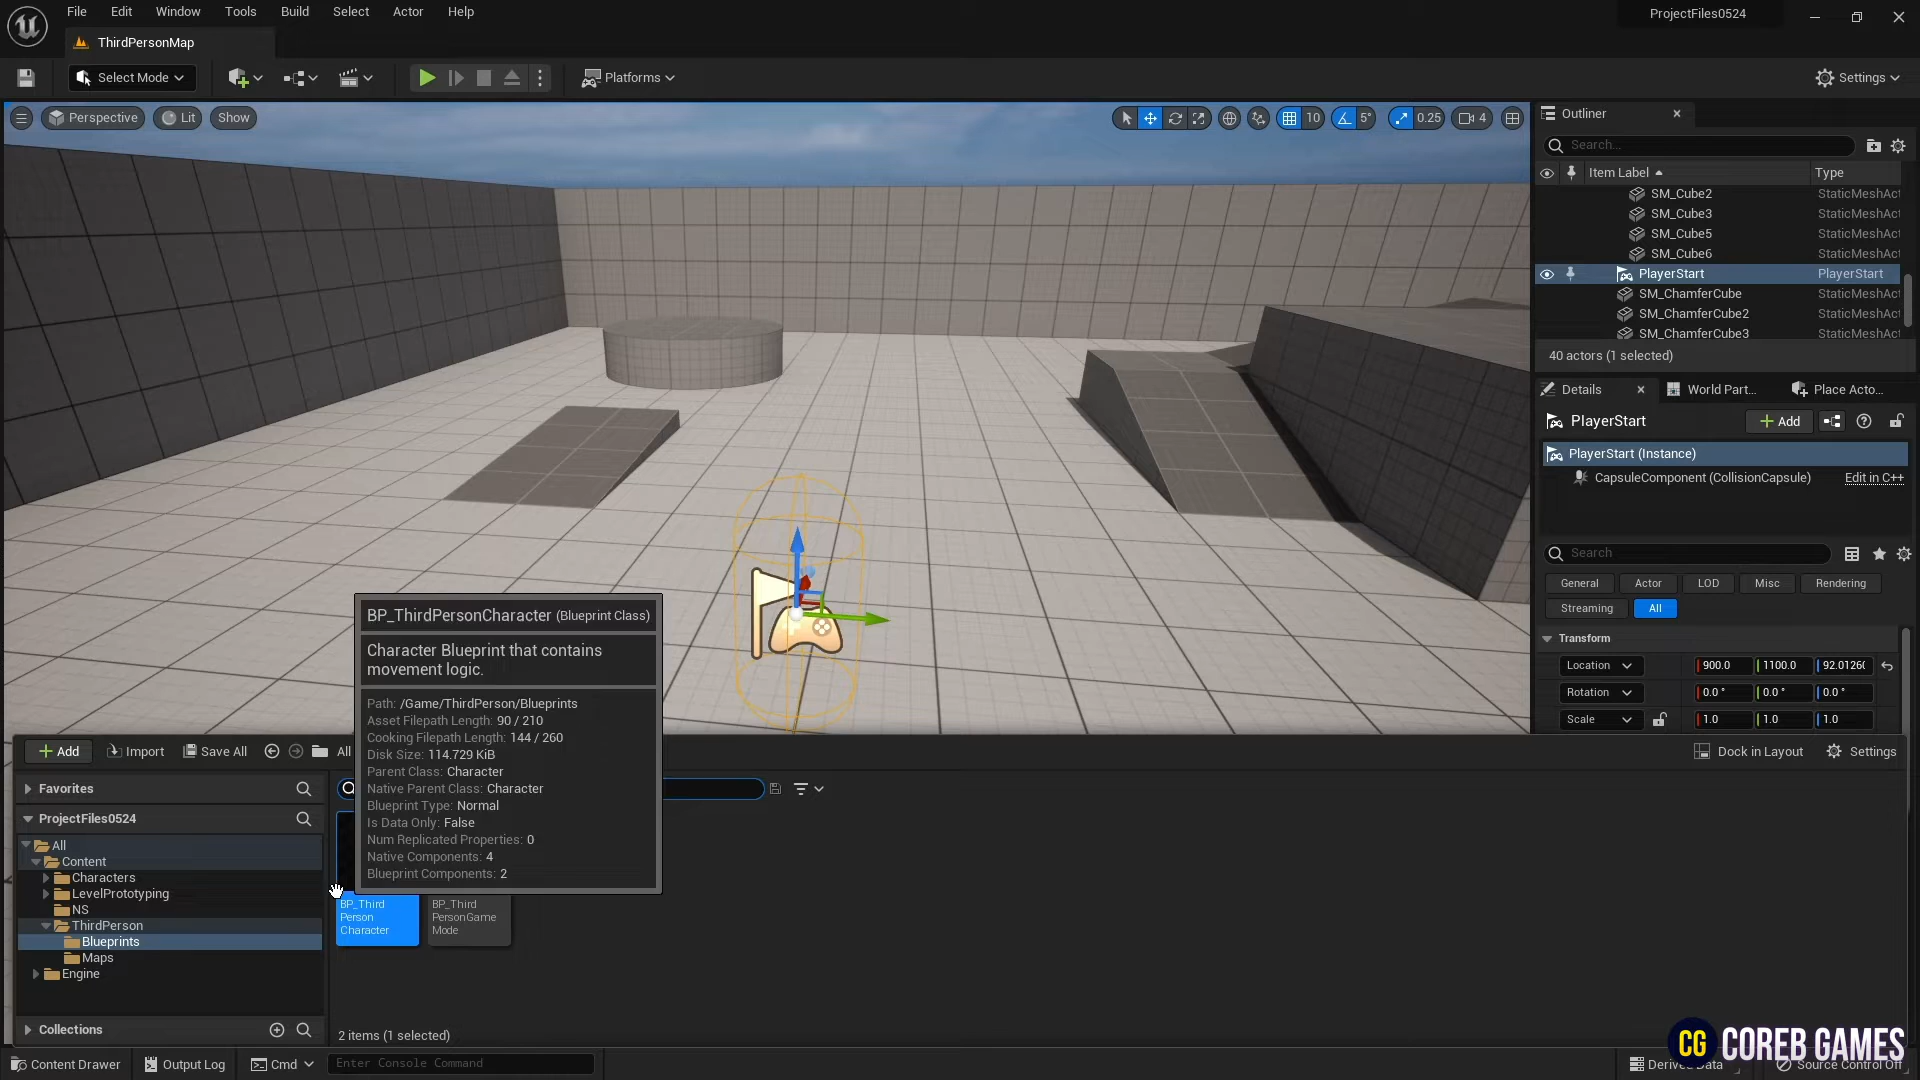 File Edit Window Tools Build Select Actor Help
ProjectFiles0524
ThirdPersonMap
Select Mode
Platforms
Settings
Perspective Lit Show
10 5° 0.25 4
Outliner
Search...
Item Label Type
SM_Cube2 StaticMeshAct
SM_Cube3 StaticMeshAct
SM_Cube5 StaticMeshAct
SM_Cube6 StaticMeshAct
PlayerStart PlayerStart
SM_ChamferCube StaticMeshAct
SM_ChamferCube2 StaticMeshAct
SM_ChamferCube3 StaticMeshAct
40 actors (1 selected)
Details World Part... Place Acto...
PlayerStart Add
PlayerStart (Instance)
CapsuleComponent (CollisionCapsule) Edit in C++
Search
General Actor LOD Misc Rendering
Streaming All
Transform
Location 900.0 1100.0 92.0126
Rotation 0.0 ° 0.0 ° 0.0 °
Scale 1.0 1.0 1.0
BP_ThirdPersonCharacter (Blueprint Class)
Character Blueprint that contains
movement logic.
Path: /Game/ThirdPerson/Blueprints
Asset Filepath Length: 90 / 210
Cooking Filepath Length: 144 / 260
Disk Size: 114.729 KiB
Parent Class: Character
Native Parent Class: Character
Blueprint Type: Normal
Is Data Only: False
Num Replicated Properties: 0
Native Components: 4
Blueprint Components: 2
Add Import Save All All
Dock in Layout Settings
Favorites
ProjectFiles0524
All
Content
Characters
LevelPrototyping
NS
ThirdPerson
Blueprints
Maps
Engine
Collections
BP_Third
Person
Character
BP_Third
PersonGame
Mode
2 items (1 selected)
Content Drawer Output Log Cmd Enter Console Command
Derived Data Source Control Off
CG COREB GAMES